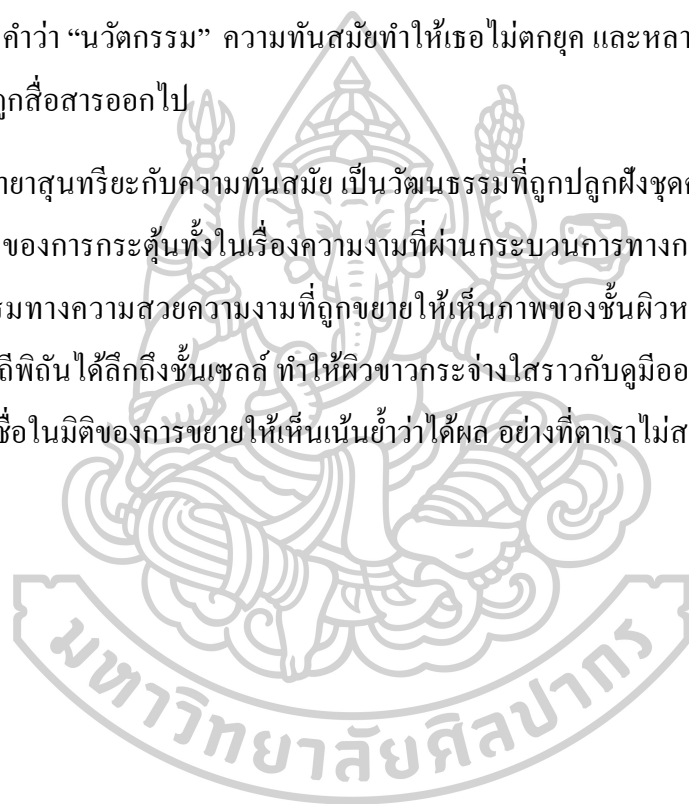 คำว่า “นวัตกรรม” ความทันสมัยทำให้เธอไม่ตกยุค และหลา
ถูกสื่อสารออกไป
ายาสุนทรียะกับความทันสมัย เป็นวัฒนธรรมที่ถูกปลูกฝังชุดค
ของการกระตุ้นทั้งในเรื่องความงามที่ผ่านกระบวนการทางก
รมทางความสวยความงามที่ถูกขยายให้เห็นภาพของชั้นผิวห
ถีพิถันได้ลึกถึงชั้นเซลล์ ทำให้ผิวขาวกระจ่างใสราวกับดูมีออ
ชื่อในมิติของการขยายให้เห็นเน้นย้ำว่าได้ผล อย่างที่ตาเราไม่ส
มหาวิทยาลัยศิลปากร